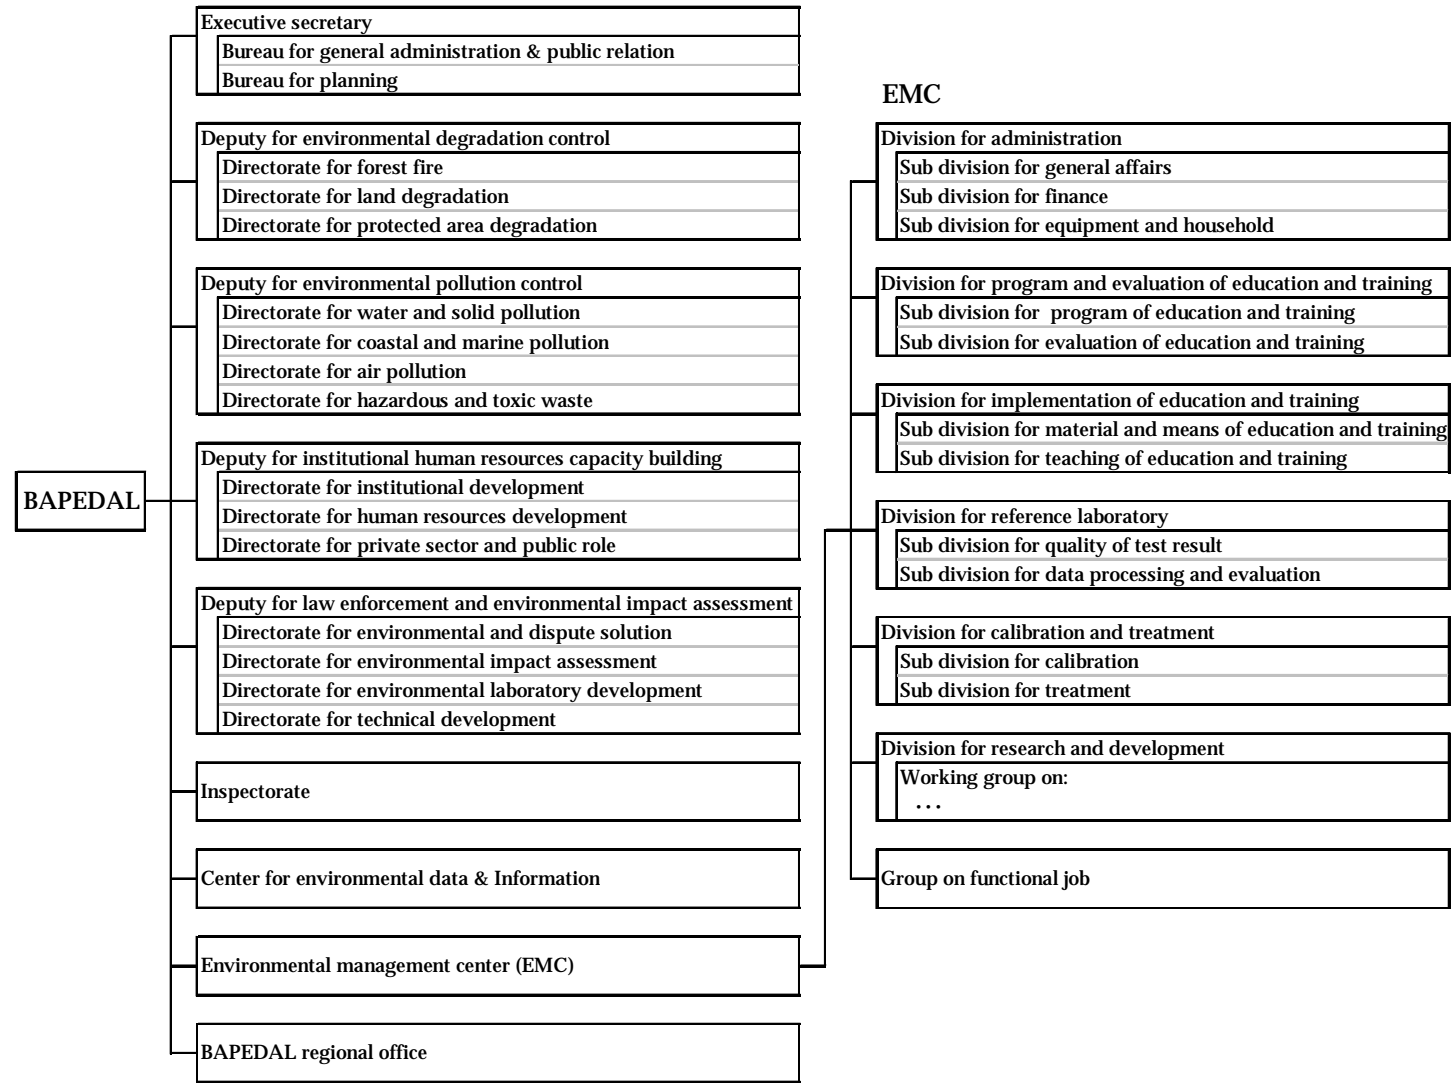 BAPEDAL
Executive secretary
Bureau for general administration & public relation
Bureau for planning
Deputy for environmental degradation control
Directorate for forest fire
Directorate for land degradation
Directorate for protected area degradation
Deputy for environmental pollution control
Directorate for water and solid pollution
Directorate for coastal and marine pollution
Directorate for air pollution
Directorate for hazardous and toxic waste
Deputy for institutional human resources capacity building
Directorate for institutional development
Directorate for human resources development
Directorate for private sector and public role
Deputy for law enforcement and environmental impact assessment
Directorate for environmental and dispute solution
Directorate for environmental impact assessment
Directorate for environmental laboratory development
Directorate for technical development
Inspectorate
Center for environmental data & Information
Environmental management center (EMC)
BAPEDAL regional office
EMC
Division for administration
Sub division for general affairs
Sub division for finance
Sub division for equipment and household
Division for program and evaluation of education and training
Sub division for program of education and training
Sub division for evaluation of education and training
Division for implementation of education and training
Sub division for material and means of education and training
Sub division for teaching of education and training
Division for reference laboratory
Sub division for quality of test result
Sub division for data processing and evaluation
Division for calibration and treatment
Sub division for calibration
Sub division for treatment
Division for research and development
Working group on:
...
Group on functional job